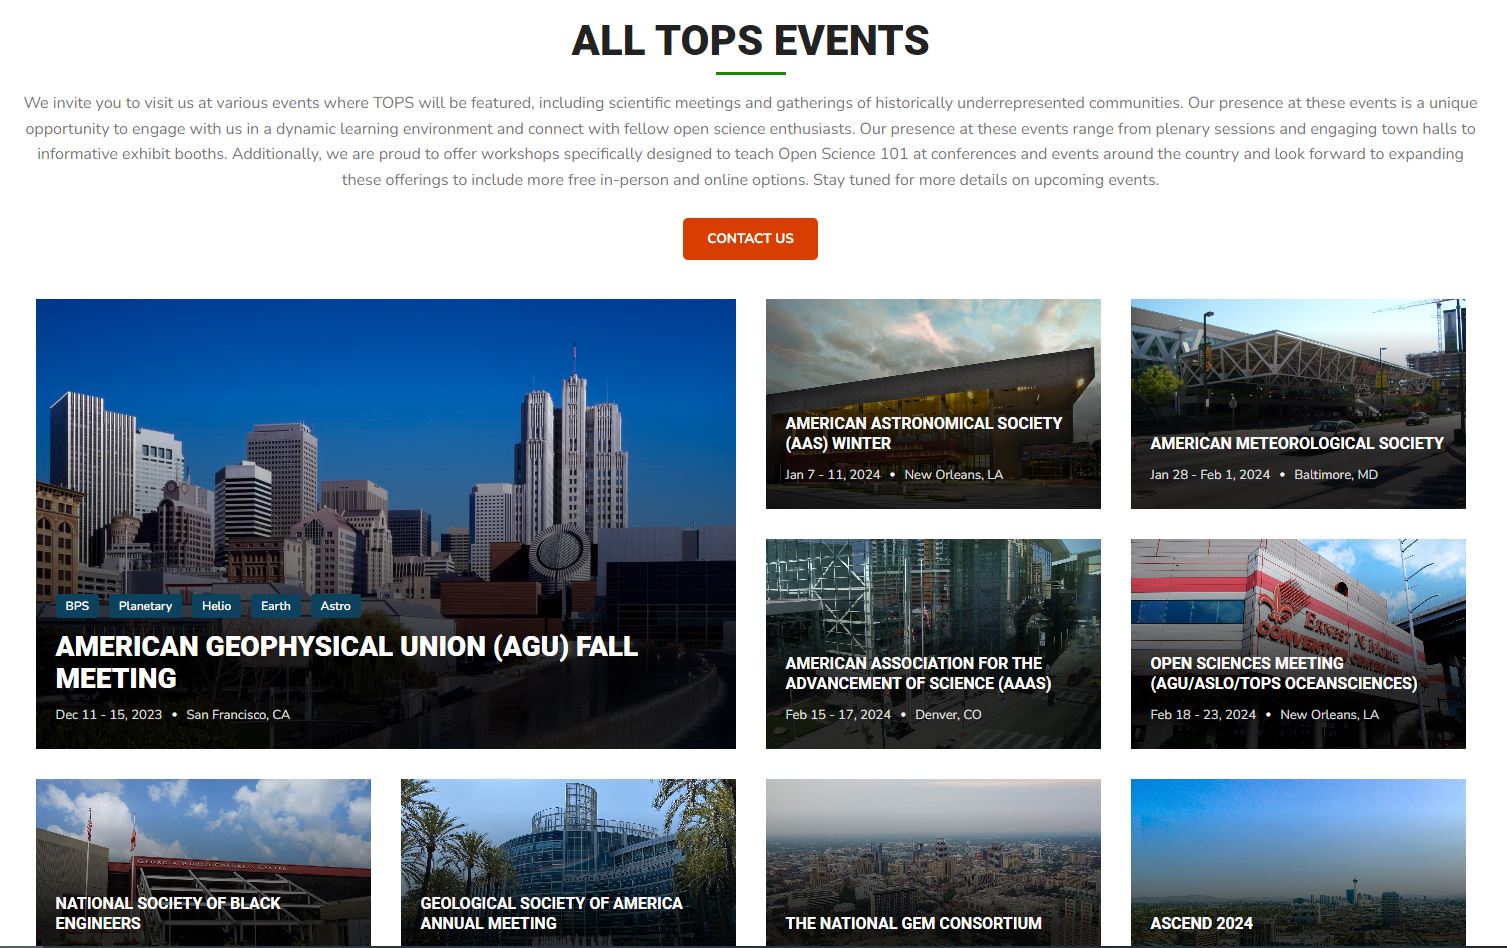 ALL TOPS EVENTS
We invite you to visit us at various events where TOPS will be featured, including scientific meetings and gatherings of historically underrepresented communities. Our presence at these events is a unique
opportunity to engage with us in a dynamic learning environment and connect with fellow open science enthusiasts. Our presence at these events range from plenary sessions and engaging town halls to
informative exhibit booths. Additionally, we are proud to offer workshops specifically designed to teach Open Science 101 at conferences and events around the country and look forward to expanding
these offerings to include more free in-person and online options. Stay tuned for more details on upcoming events.
CONTACT US
BPS Planetary Helio Earth Astro
AMERICAN GEOPHYSICAL UNION (AGU) FALL
MEETING
Dec 11 - 15, 2023 • San Francisco, CA
AMERICAN ASTRONOMICAL SOCIETY
(AAS) WINTER
Jan 7 - 11, 2024 • New Orleans, LA
AMERICAN METEOROLOGICAL SOCIETY
Jan 28 - Feb 1, 2024 • Baltimore, MD
AMERICAN ASSOCIATION FOR THE
ADVANCEMENT OF SCIENCE (AAAS)
Feb 15 - 17, 2024 • Denver, CO
ERNEST N. MORIAL
CONVENTION CENTER
OPEN SCIENCES MEETING
(AGU/ASLO/TOPS OCEANSCIENCES)
Feb 18 - 23, 2024 • New Orleans, LA
GEORGIA WORLD CONGRESS CENTER
NATIONAL SOCIETY OF BLACK
ENGINEERS
GEOLOGICAL SOCIETY OF AMERICA
ANNUAL MEETING
THE NATIONAL GEM CONSORTIUM
ASCEND 2024